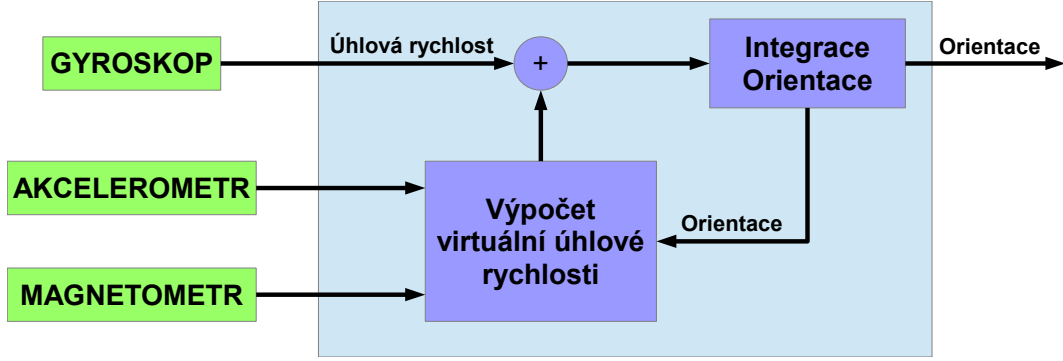 GYROSKOP
Úhlová rychlost
+
Integrace
Orientace
Orientace
AKCELEROMETR
Výpočet
virtuální úhlové
rychlosti
Orientace
MAGNETOMETR